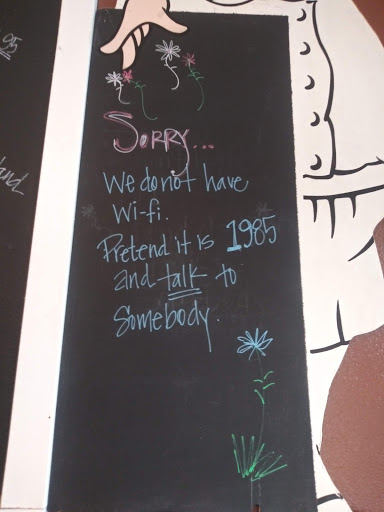 SORRY...
We do not have
Wi-fi.
Pretend it is 1985
and talk to
Somebody.